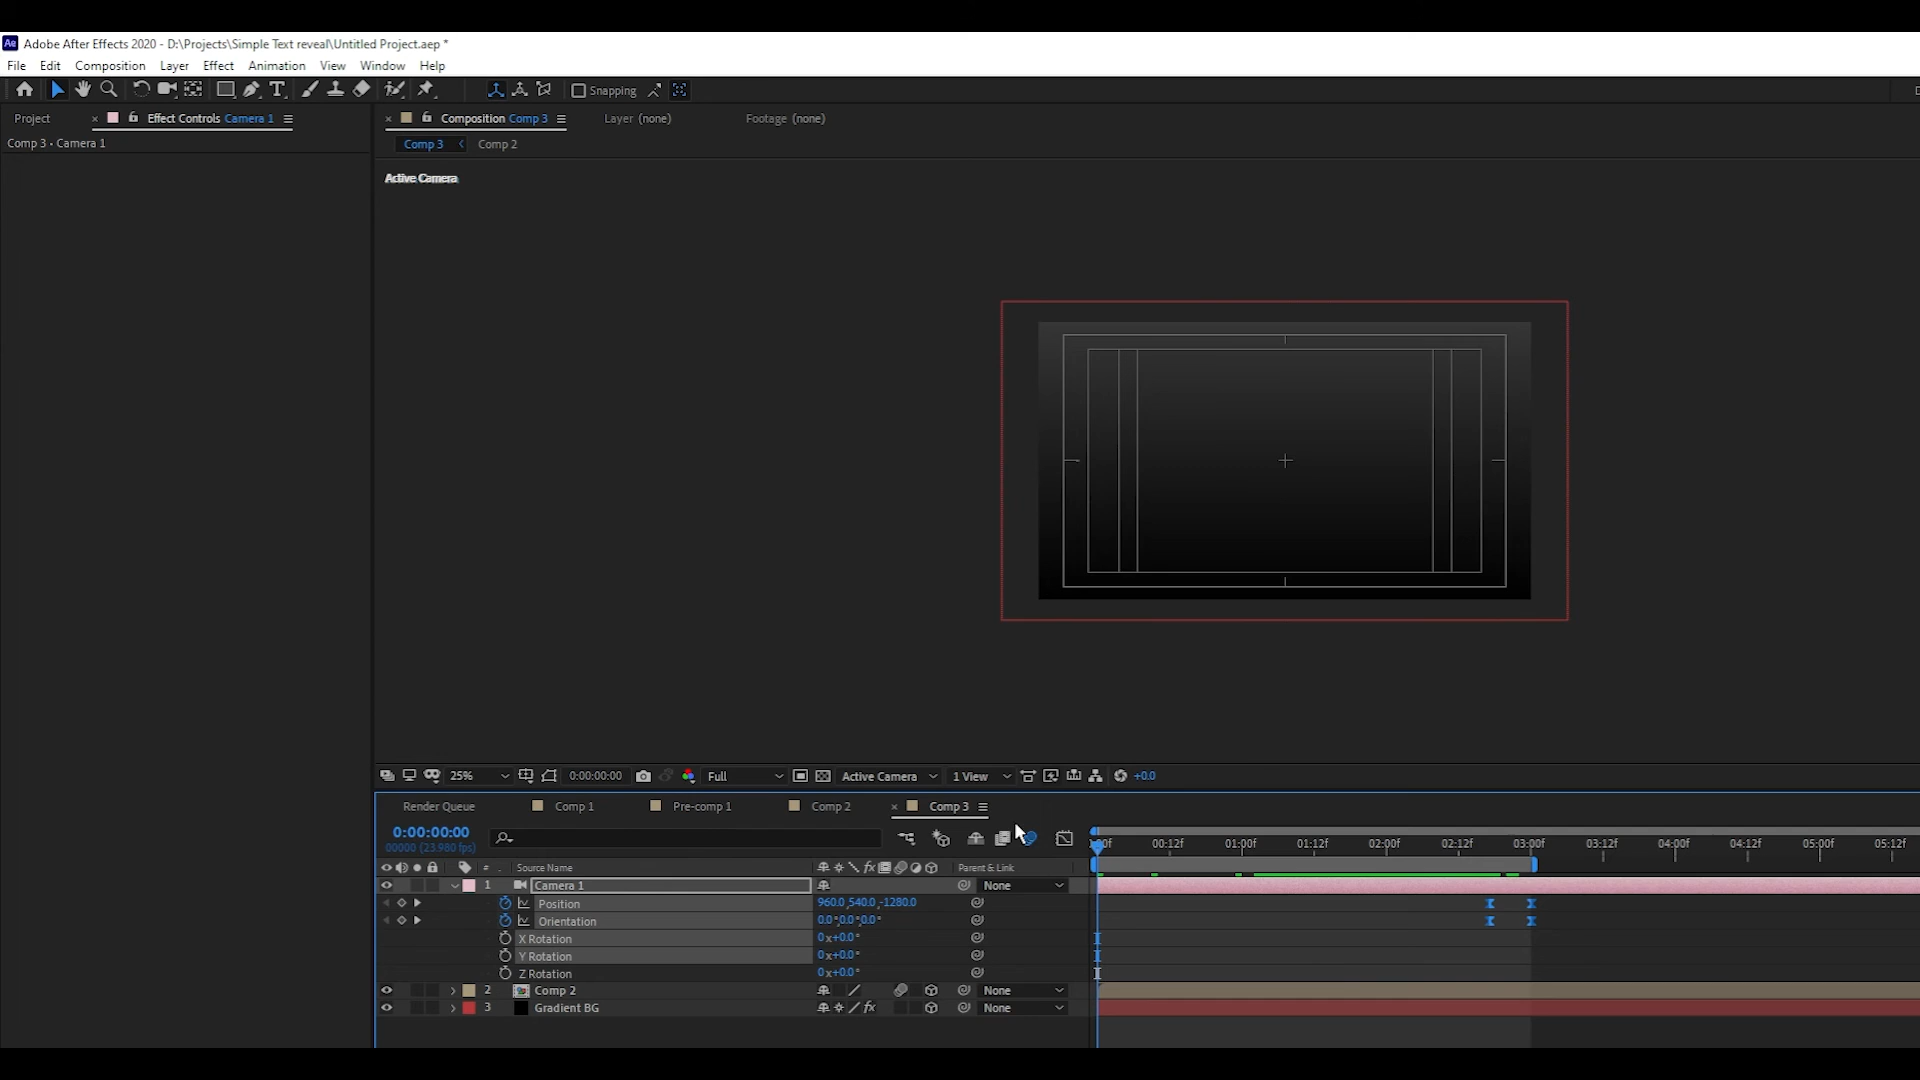 Adobe After Effects 2020 - D:\Projects\Simple Text reveal\Untitled Project.aep *
File Edit Composition Layer Effect Animation View Window Help
Snapping
Project × Effect Controls Camera 1
× Composition Comp 3 Layer (none) Footage (none)
Comp 3 • Camera 1
Comp 3 Comp 2
Active Camera
25% 0:00:00:00 Full Active Camera 1 View +0.0
Render Queue Comp 1 Pre-comp 1 Comp 2 × Comp 3
0:00:00:00
00000 (23.980 fps)
00:12f 01:00f 01:12f 02:00f 02:12f 03:00f 03:12f 04:00f 04:12f 05:00f 05:12f
# Source Name fx Parent & Link
1 Camera 1 None
Position 960.0,540.0,-1280.0
Orientation 0.0°,0.0°,0.0°
X Rotation 0x+0.0°
Y Rotation 0x+0.0°
Z Rotation 0x+0.0°
2 Comp 2 None
3 Gradient BG fx None